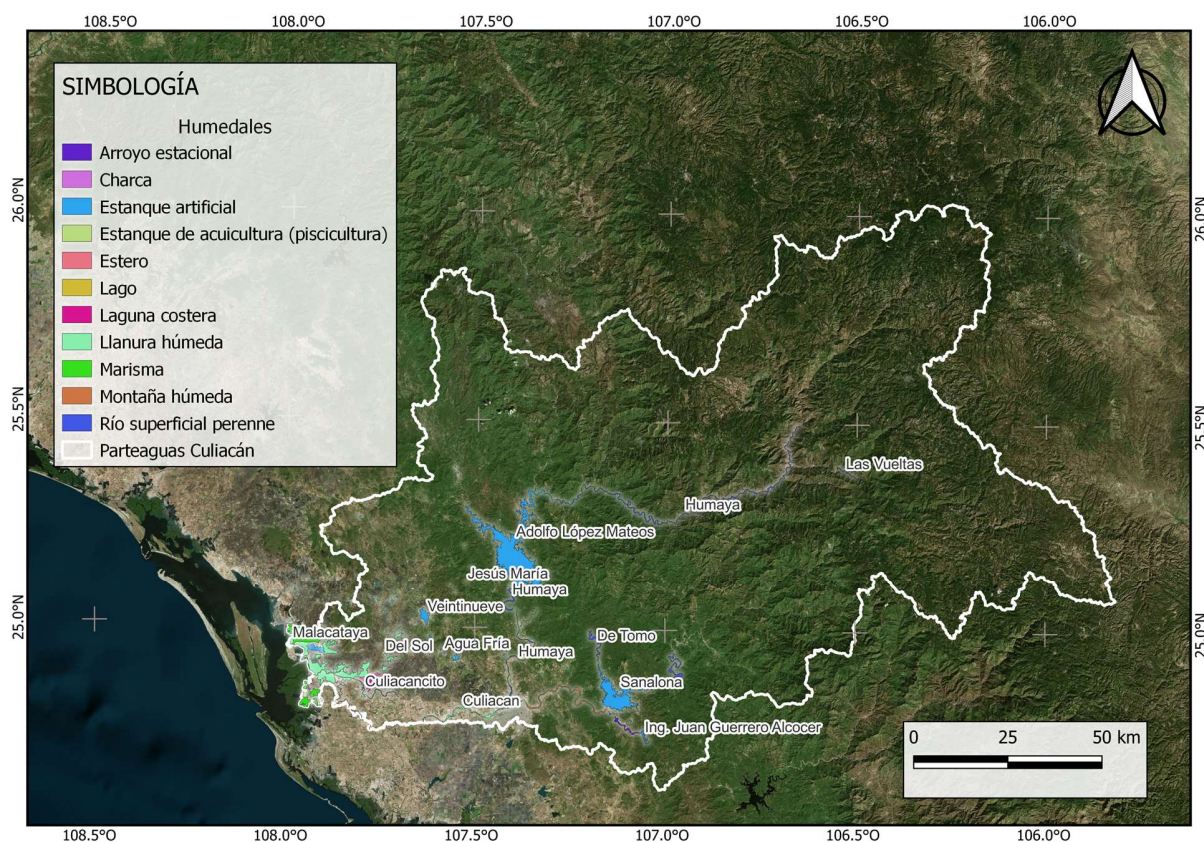 108.5°O 108.0°O 107.5°O 107.0°O 106.5°O 106.0°O
SIMBOLOGÍA
Humedales
Arroyo estacional
Charca
Estanque artificial
Estanque de acuicultura (piscicultura)
Estero
Lago
Laguna costera
Llanura húmeda
Marisma
Montaña húmeda
Río superficial perenne
Parteaguas Culiacán
26.0°N 26.0°N
25.5°N 25.5°N
25.0°N 25.0°N
Las Vueltas
Humaya
Adolfo López Mateos
Jesús María
Humaya
Veintinueve
Malacataya
De Tomo
Del Sol
Agua Fría
Humaya
Culiacancito
Sanalona
Culiacan
Ing. Juan Guerrero Alcocer
0 25 50 km
108.5°O 108.0°O 107.5°O 107.0°O 106.5°O 106.0°O